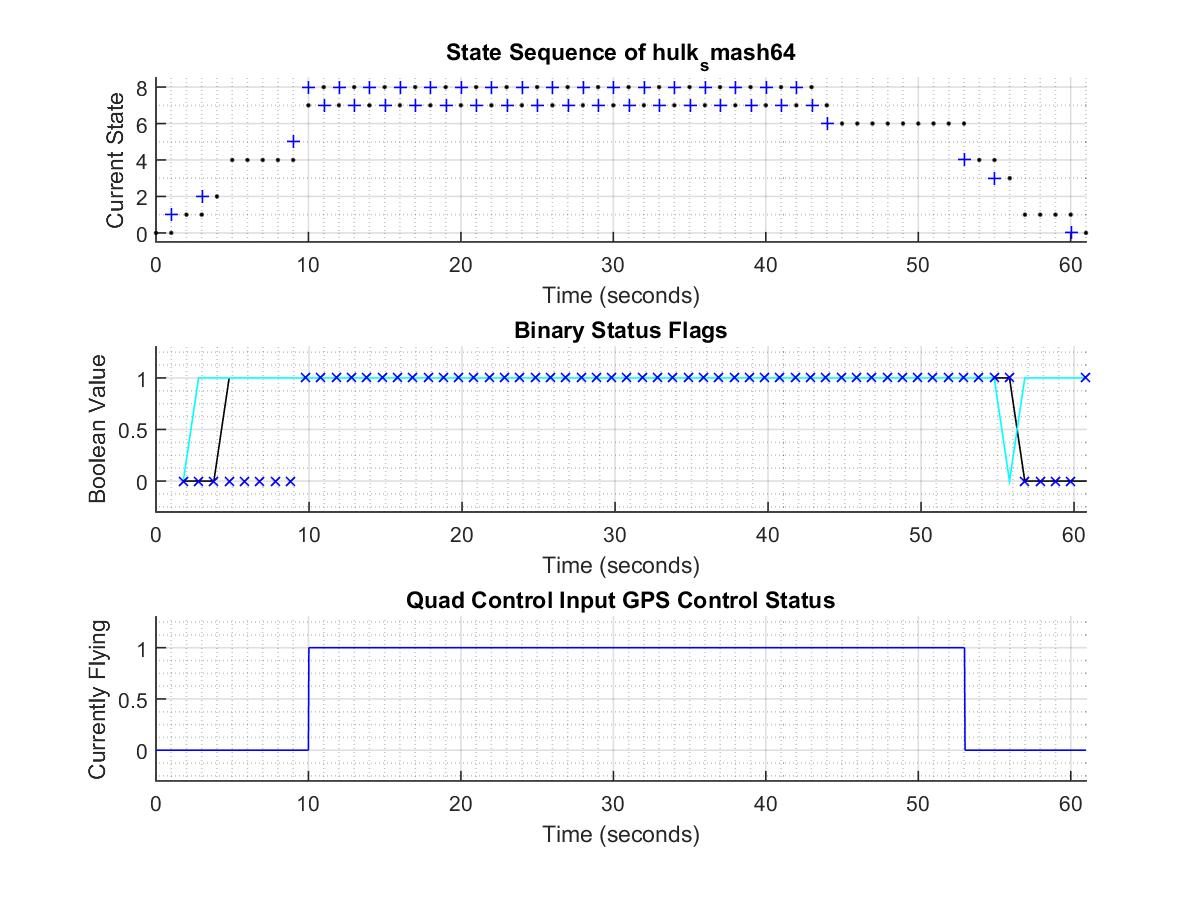 State Sequence of hulksmash64
8
6
4
2
0
Current State
0 10 20 30 40 50 60
Time (seconds)
Binary Status Flags
1
0.5
0
Boolean Value
0 10 20 30 40 50 60
Time (seconds)
Quad Control Input GPS Control Status
1
0.5
0
Currently Flying
0 10 20 30 40 50 60
Time (seconds)